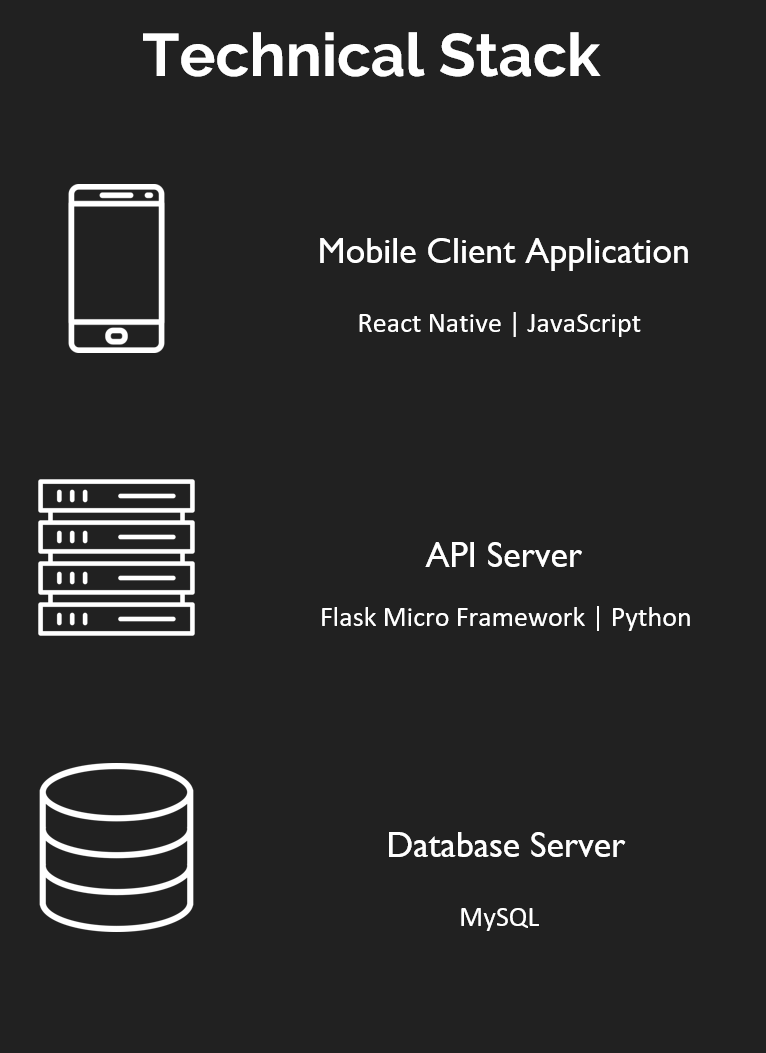 Technical Stack
Mobile Client Application
React Native | JavaScript
API Server
Flask Micro Framework | Python
Database Server
MySQL